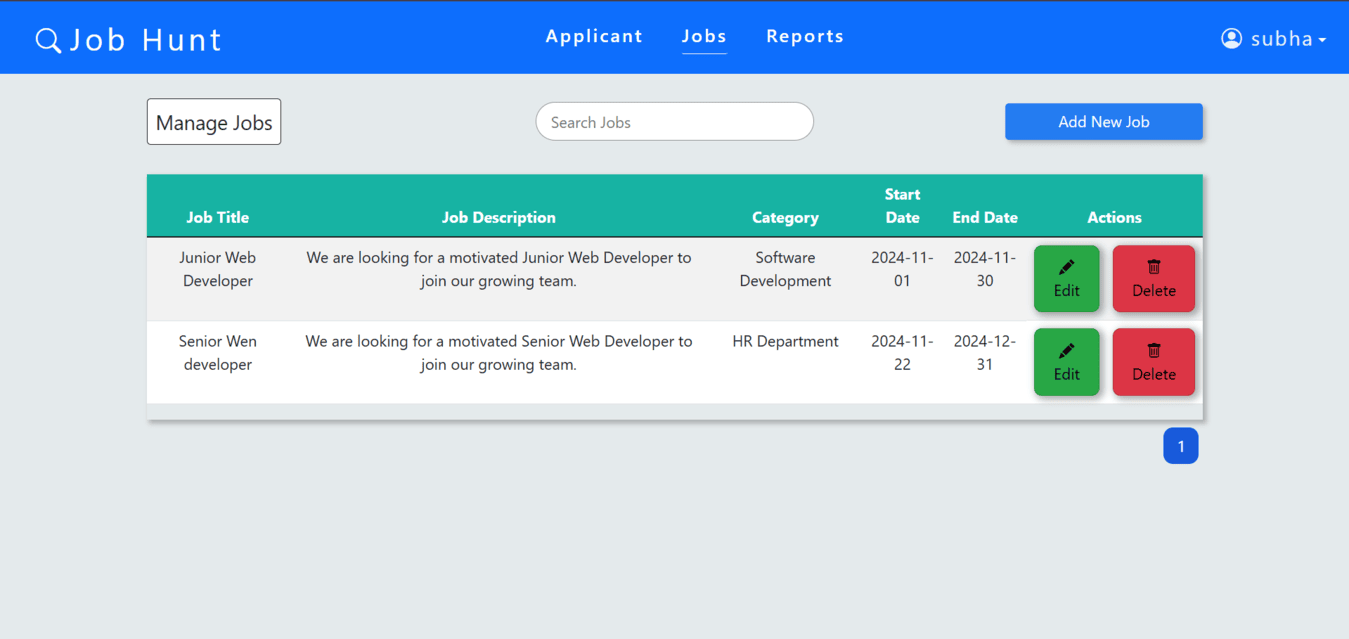 Job Hunt
Applicant
Jobs
Reports
subha
Manage Jobs
Search Jobs
Add New Job
Job Title
Job Description
Category
Start
Date
End Date
Actions
Junior Web
Developer
We are looking for a motivated Junior Web Developer to
join our growing team.
Software
Development
2024-11-
01
2024-11-
30
Edit
Delete
Senior Wen
developer
We are looking for a motivated Senior Web Developer to
join our growing team.
HR Department
2024-11-
22
2024-12-
31
Edit
Delete
1